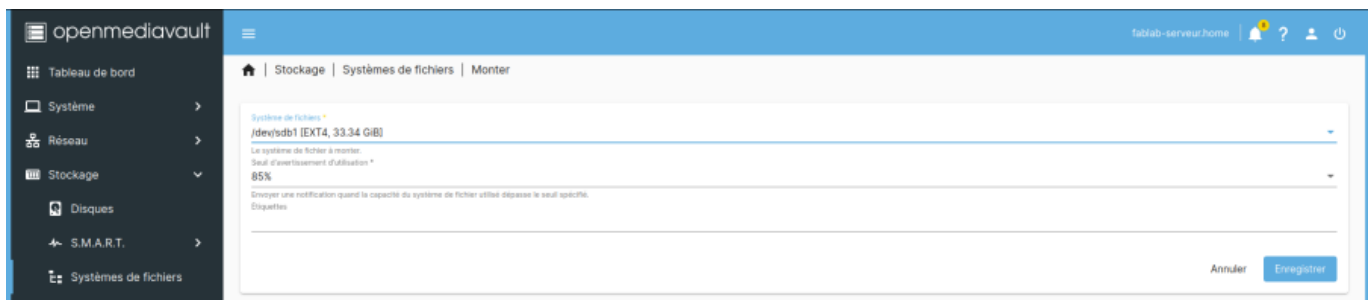 openmediavault
fablab-serveur.home
?
Tableau de bord
Système
Réseau
Stockage
Disques
S.M.A.R.T.
Systèmes de fichiers
| Stockage | Systèmes de fichiers | Monter
Système de fichiers *
/dev/sdb1 [EXT4, 33.34 GiB]
Le système de fichier à monter.
Seuil d'avertissement d'utilisation *
85%
Envoyer une notification quand la capacité du système de fichier utilisé dépasse le seuil spécifié.
Étiquettes
Annuler
Enregistrer